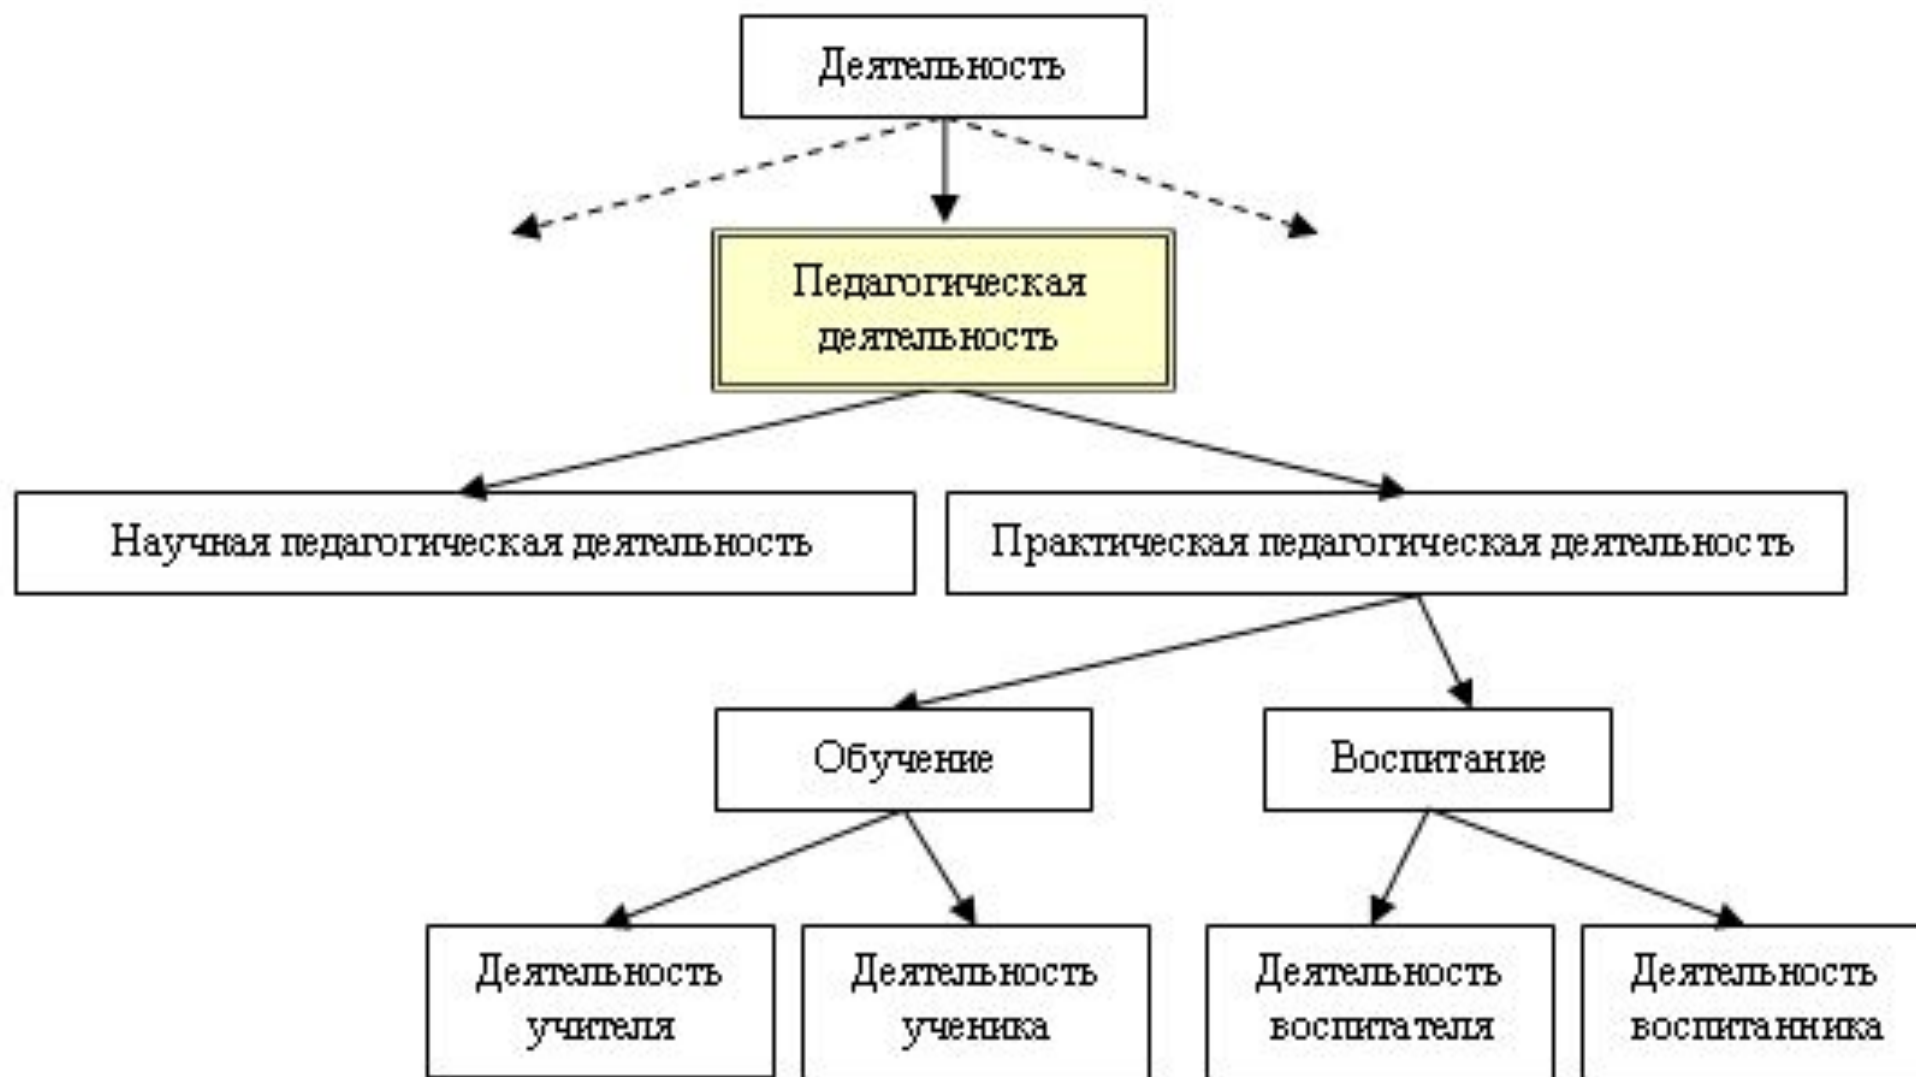 Деятельность
Педагогическая
деятельность
Научная педагогическая деятельность
Практическая педагогическая деятельность
Обучение
Воспитание
Деятельность
учителя
Деятельность
ученика
Деятельность
воспитателя
Деятельность
воспитанника